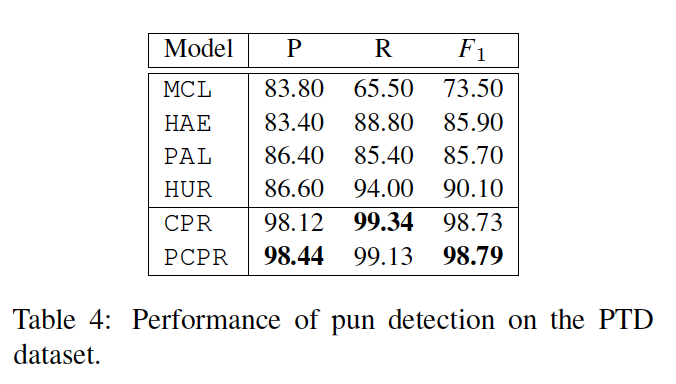 Model P R F1
MCL 83.80 65.50 73.50
HAE 83.40 88.80 85.90
PAL 86.40 85.40 85.70
HUR 86.60 94.00 90.10
CPR 98.12 99.34 98.73
PCPR 98.44 99.13 98.79
Table 4: Performance of pun detection on the PTD
dataset.